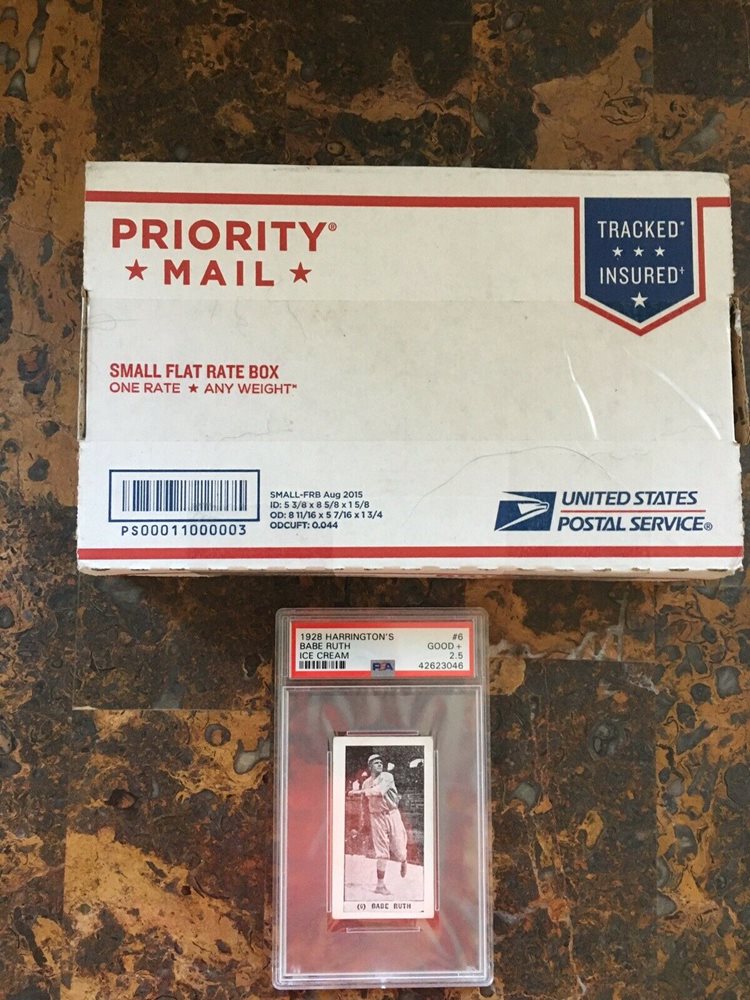 PRIORITY®
★ MAIL ★
TRACKED*
★ ★ ★
INSURED†
★
SMALL FLAT RATE BOX
ONE RATE ★ ANY WEIGHT*
PS00011000003
SMALL-FRB Aug 2015
ID: 5 3/8 x 8 5/8 x 1 5/8
OD: 8 11/16 x 5 7/16 x 1 3/4
ODCUFT: 0.044
UNITED STATES
POSTAL SERVICE®
1928 HARRINGTON'S #6
BABE RUTH GOOD +
ICE CREAM 2.5
PSA 42623046
(6) BABE RUTH